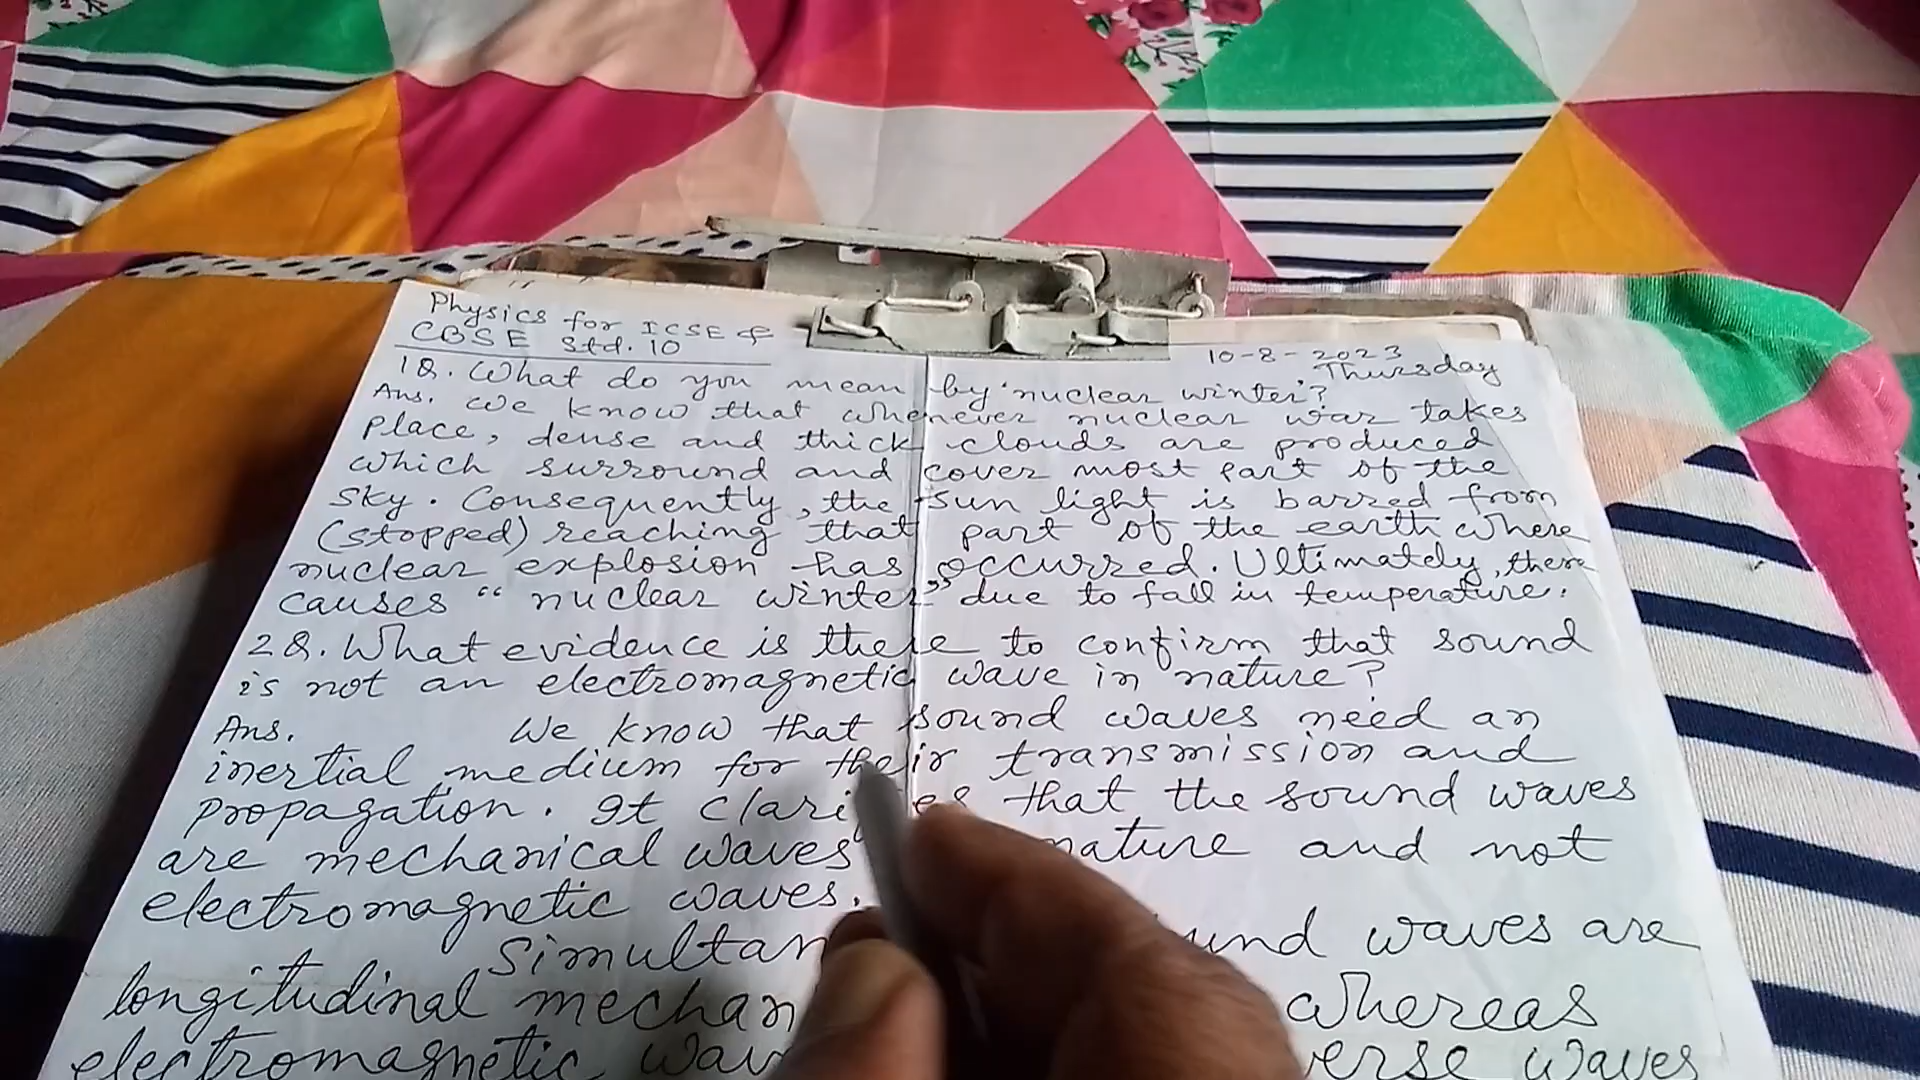 Physics for ICSE &
CBSE Std. 10
10-8-2023
Thursday
1Q. What do you mean by 'nuclear winter'?
Ans. We know that whenever nuclear war takes
place, dense and thick clouds are produced
which surround and cover most part of the
sky. Consequently, the sun light is barred from
(stopped) reaching that part of the earth where
nuclear explosion has occurred. Ultimately, there
causes "nuclear winter" due to fall in temperature.
2Q. What evidence is there to confirm that sound
is not an electromagnetic wave in nature?
Ans. We know that sound waves need an
inertial medium for their transmission and
propagation. It clarifies that the sound waves
are mechanical waves nature and not
electromagnetic waves.
waves are
longitudinal whereas
electromagnetic waves